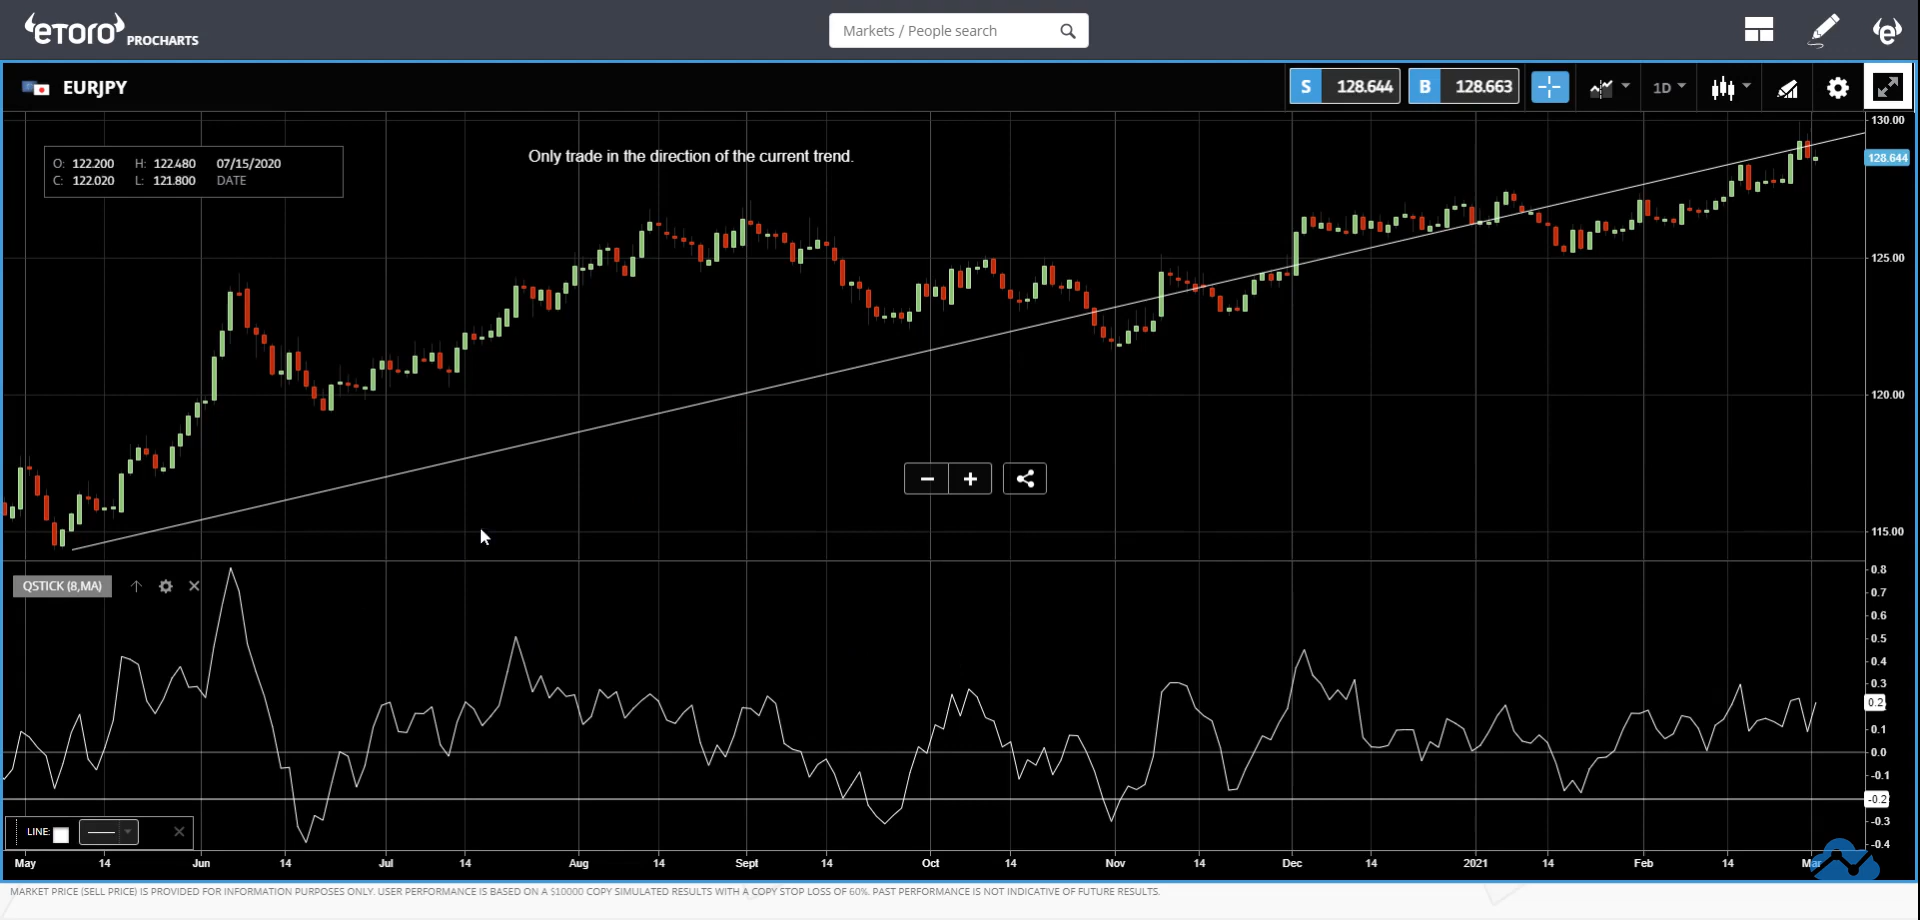 eToro PROCHARTS
Markets / People search
EURJPY
S 128.644 B 128.663 1D
O: 122.200 H: 122.480 07/15/2020
C: 122.020 L: 121.800 DATE
Only trade in the direction of the current trend.
130.00
128.644
125.00
120.00
115.00
QSTICK (8,MA)
0.8
0.7
0.6
0.5
0.4
0.3
0.2
0.1
0.0
-0.1
-0.2
-0.3
-0.4
LINE:
May 14 Jun 14 Jul 14 Aug 14 Sept 14 Oct 14 Nov 14 Dec 14 2021 14 Feb 14 Mar
MARKET PRICE (SELL PRICE) IS PROVIDED FOR INFORMATION PURPOSES ONLY. USER PERFORMANCE IS BASED ON A $10000 COPY SIMULATED RESULTS WITH A COPY STOP LOSS OF 60%. PAST PERFORMANCE IS NOT INDICATIVE OF FUTURE RESULTS.